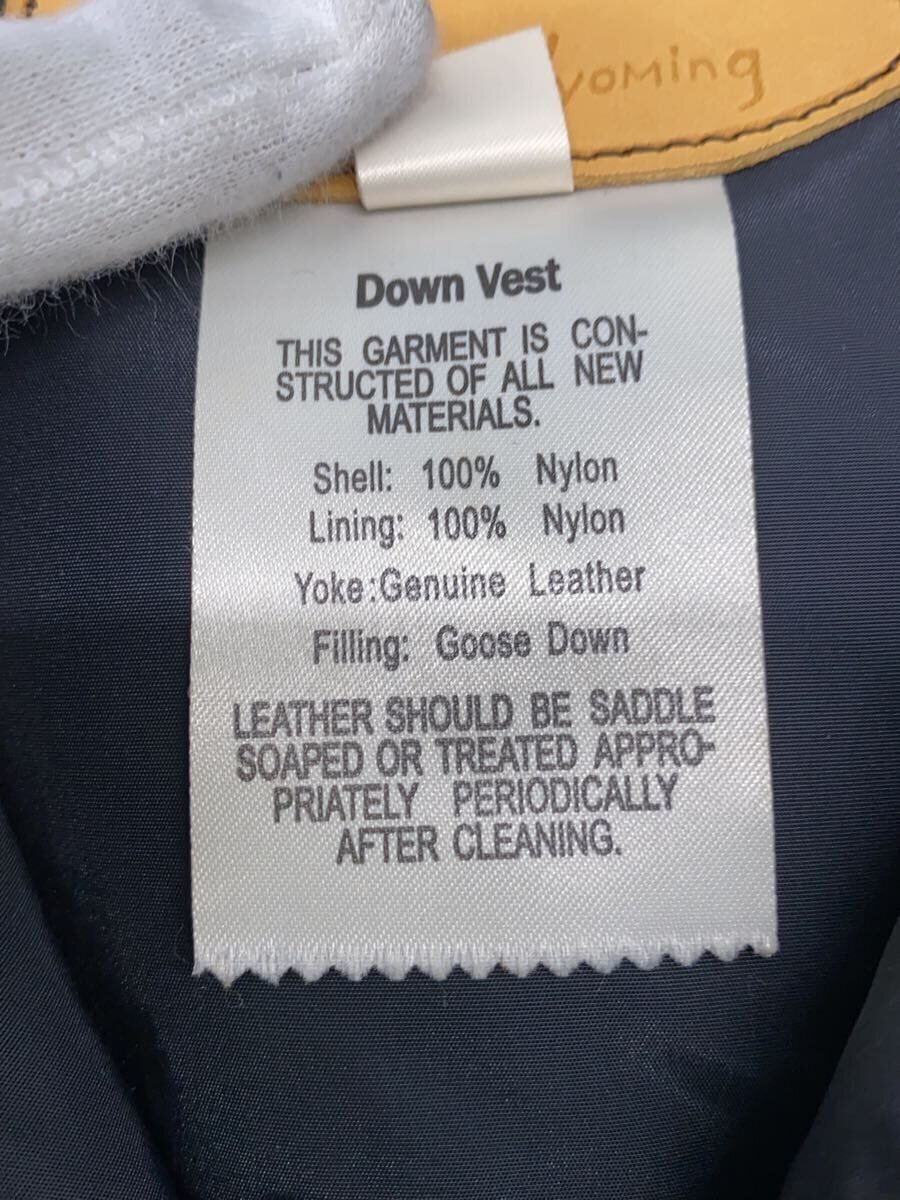 yoming
Down Vest
THIS GARMENT IS CON-
STRUCTED OF ALL NEW
MATERIALS.
Shell: 100% Nylon
Lining: 100% Nylon
Yoke:Genuine Leather
Filling: Goose Down
LEATHER SHOULD BE SADDLE
SOAPED OR TREATED APPRO-
PRIATELY PERIODICALLY
AFTER CLEANING.